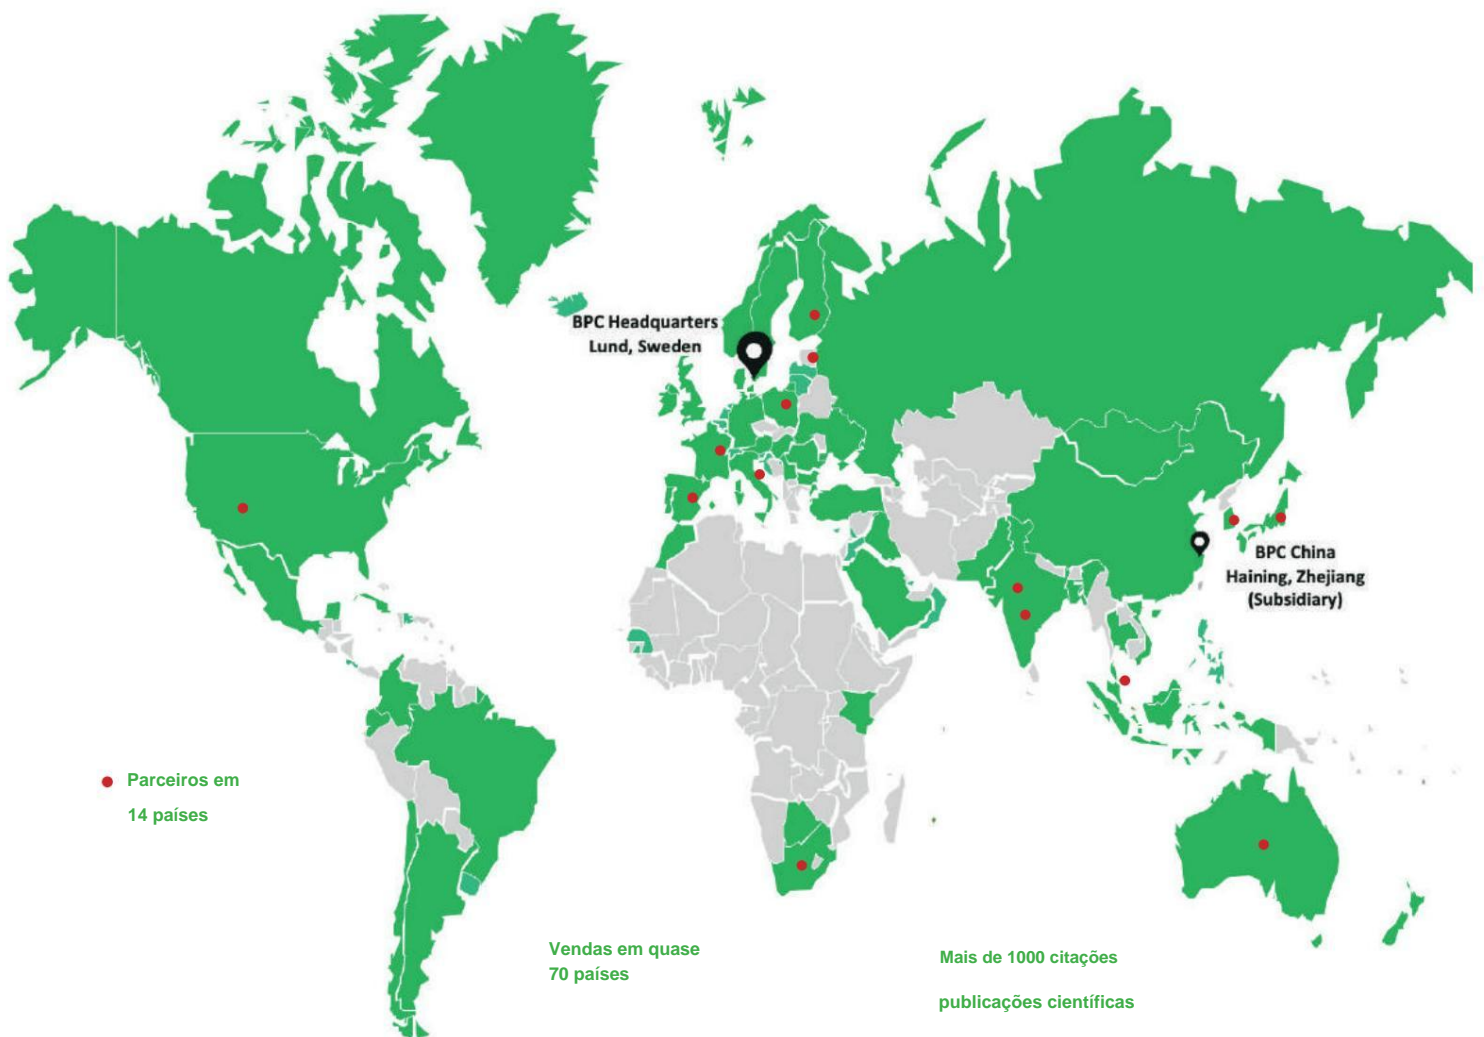 BPC Headquarters
Lund, Sweden
BPC China
Haining, Zhejiang
(Subsidiary)
Parceiros em
14 países
Vendas em quase
70 países
Mais de 1000 citações
publicações científicas